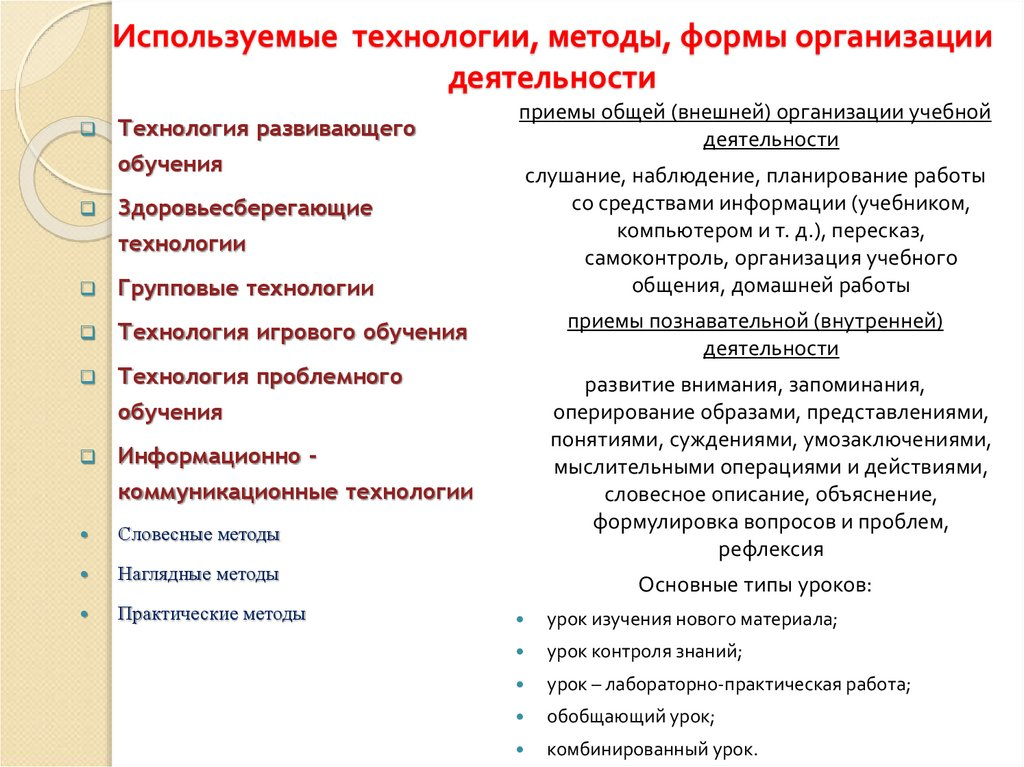 Используемые технологии, методы, формы организации
деятельности
Технология развивающего
обучения
Здоровьесберегающие
технологии
Групповые технологии
Технология игрового обучения
Технология проблемного
обучения
Информационно -
коммуникационные технологии
Словесные методы
Наглядные методы
Практические методы
приемы общей (внешней) организации учебной
деятельности
слушание, наблюдение, планирование работы
со средствами информации (учебником,
компьютером и т. д.), пересказ,
самоконтроль, организация учебного
общения, домашней работы
приемы познавательной (внутренней)
деятельности
развитие внимания, запоминания,
оперирование образами, представлениями,
понятиями, суждениями, умозаключениями,
мыслительными операциями и действиями,
словесное описание, объяснение,
формулировка вопросов и проблем,
рефлексия
Основные типы уроков:
урок изучения нового материала;
урок контроля знаний;
урок – лабораторно-практическая работа;
обобщающий урок;
комбинированный урок.